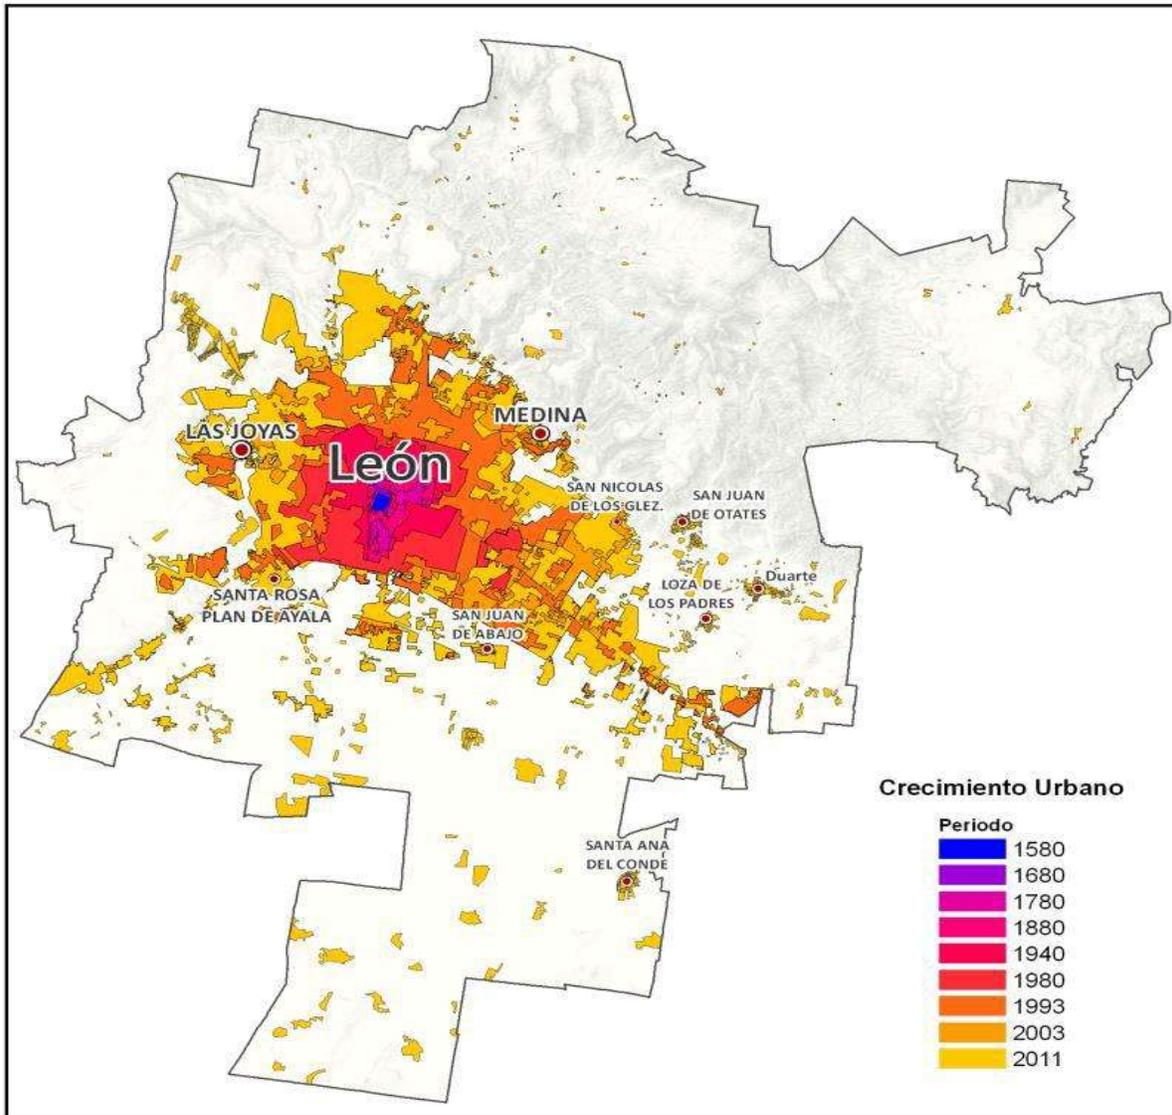 MEDINA
LAS JOYAS
León
SAN NICOLAS
DE LOS GLEZ.
SAN JUAN
DE OTATES
Duarte
LOZA DE
LOS PADRES
SANTA ROSA
PLAN DE AYALA
SAN JUAN
DE ABAJO
SANTA ANA
DEL CONDE
Crecimiento Urbano
Periodo
1580
1680
1780
1880
1940
1980
1993
2003
2011